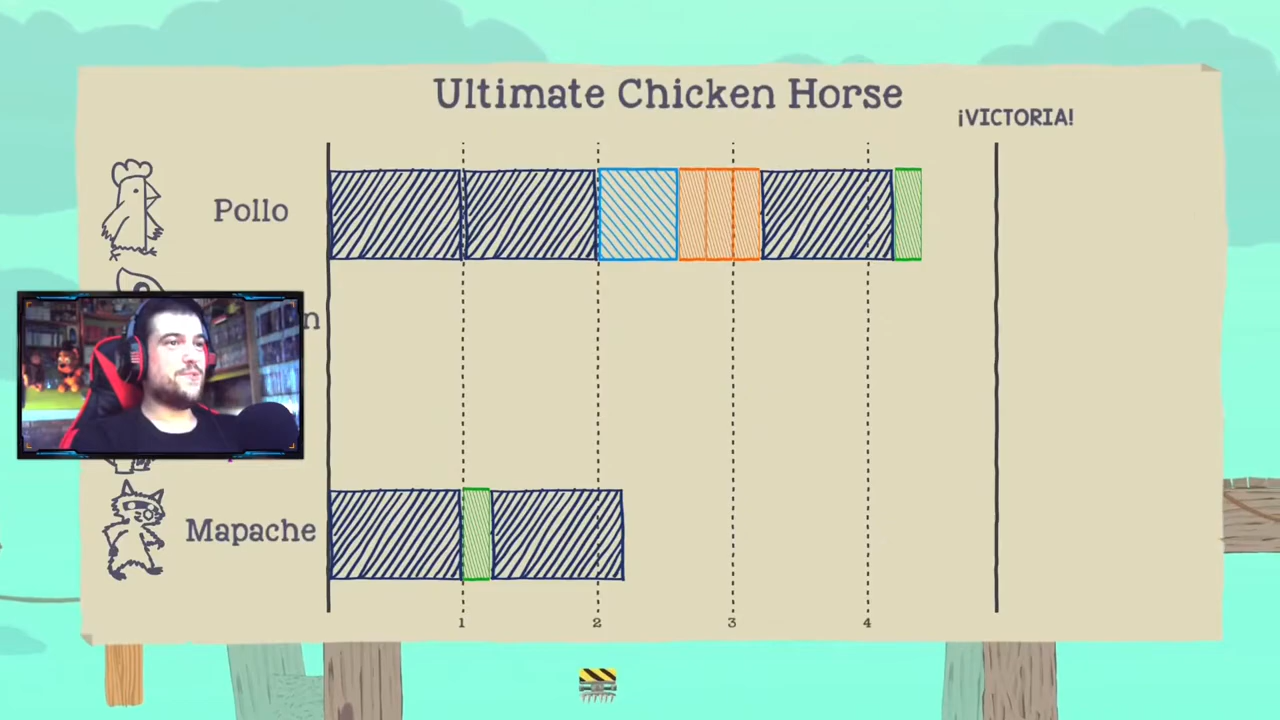 Ultimate Chicken Horse
¡VICTORIA!
Pollo
n
Mapache
1 2 3 4